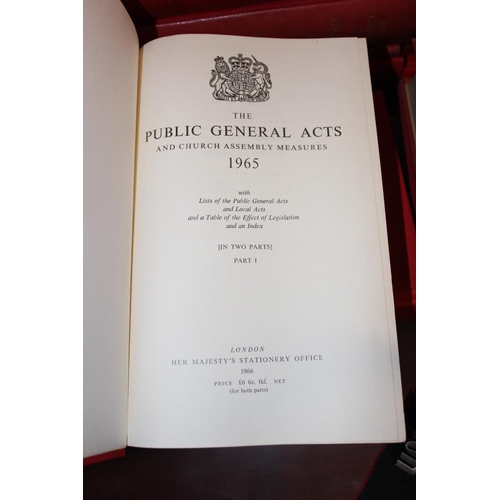 THE
PUBLIC GENERAL ACTS
AND CHURCH ASSEMBLY MEASURES
1965
with
Lists of the Public General Acts
and Local Acts
and a Table of the Effect of Legislation
and an Index
[IN TWO PARTS]
PART I
LONDON
HER MAJESTY'S STATIONERY OFFICE
1966
PRICE £6 6s. 0d. NET
(for both parts)